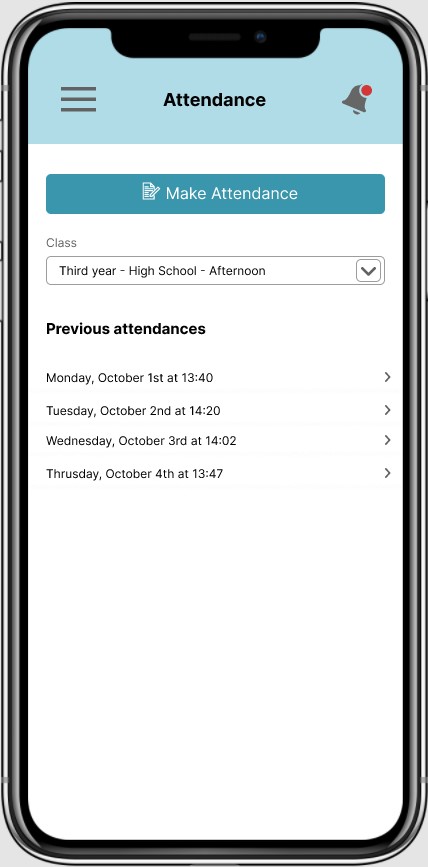 Attendance
Make Attendance
Class
Third year - High School - Afternoon
Previous attendances
Monday, October 1st at 13:40
Tuesday, October 2nd at 14:20
Wednesday, October 3rd at 14:02
Thrusday, October 4th at 13:47